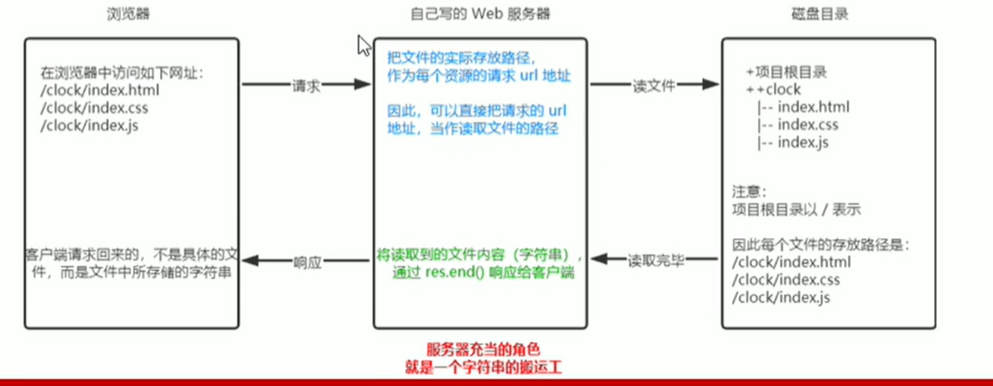 浏览器
自己写的 Web 服务器
磁盘目录
在浏览器中访问如下网址：
/clock/index.html
/clock/index.css
/clock/index.js
客户端请求回来的，不是具体的文
件，而是文件中所存储的字符串
请求
响应
把文件的实际存放路径，
作为每个资源的请求 url 地址
因此，可以直接把请求的 url
地址，当作读取文件的路径
将读取到的文件内容（字符串），
通过 res.end() 响应给客户端
读文件
读取完毕
+项目根目录
++clock
|-- index.html
|-- index.css
|-- index.js
注意：
项目根目录以 / 表示
因此每个文件的存放路径是：
/clock/index.html
/clock/index.css
/clock/index.js
服务器充当的角色
就是一个字符串的搬运工